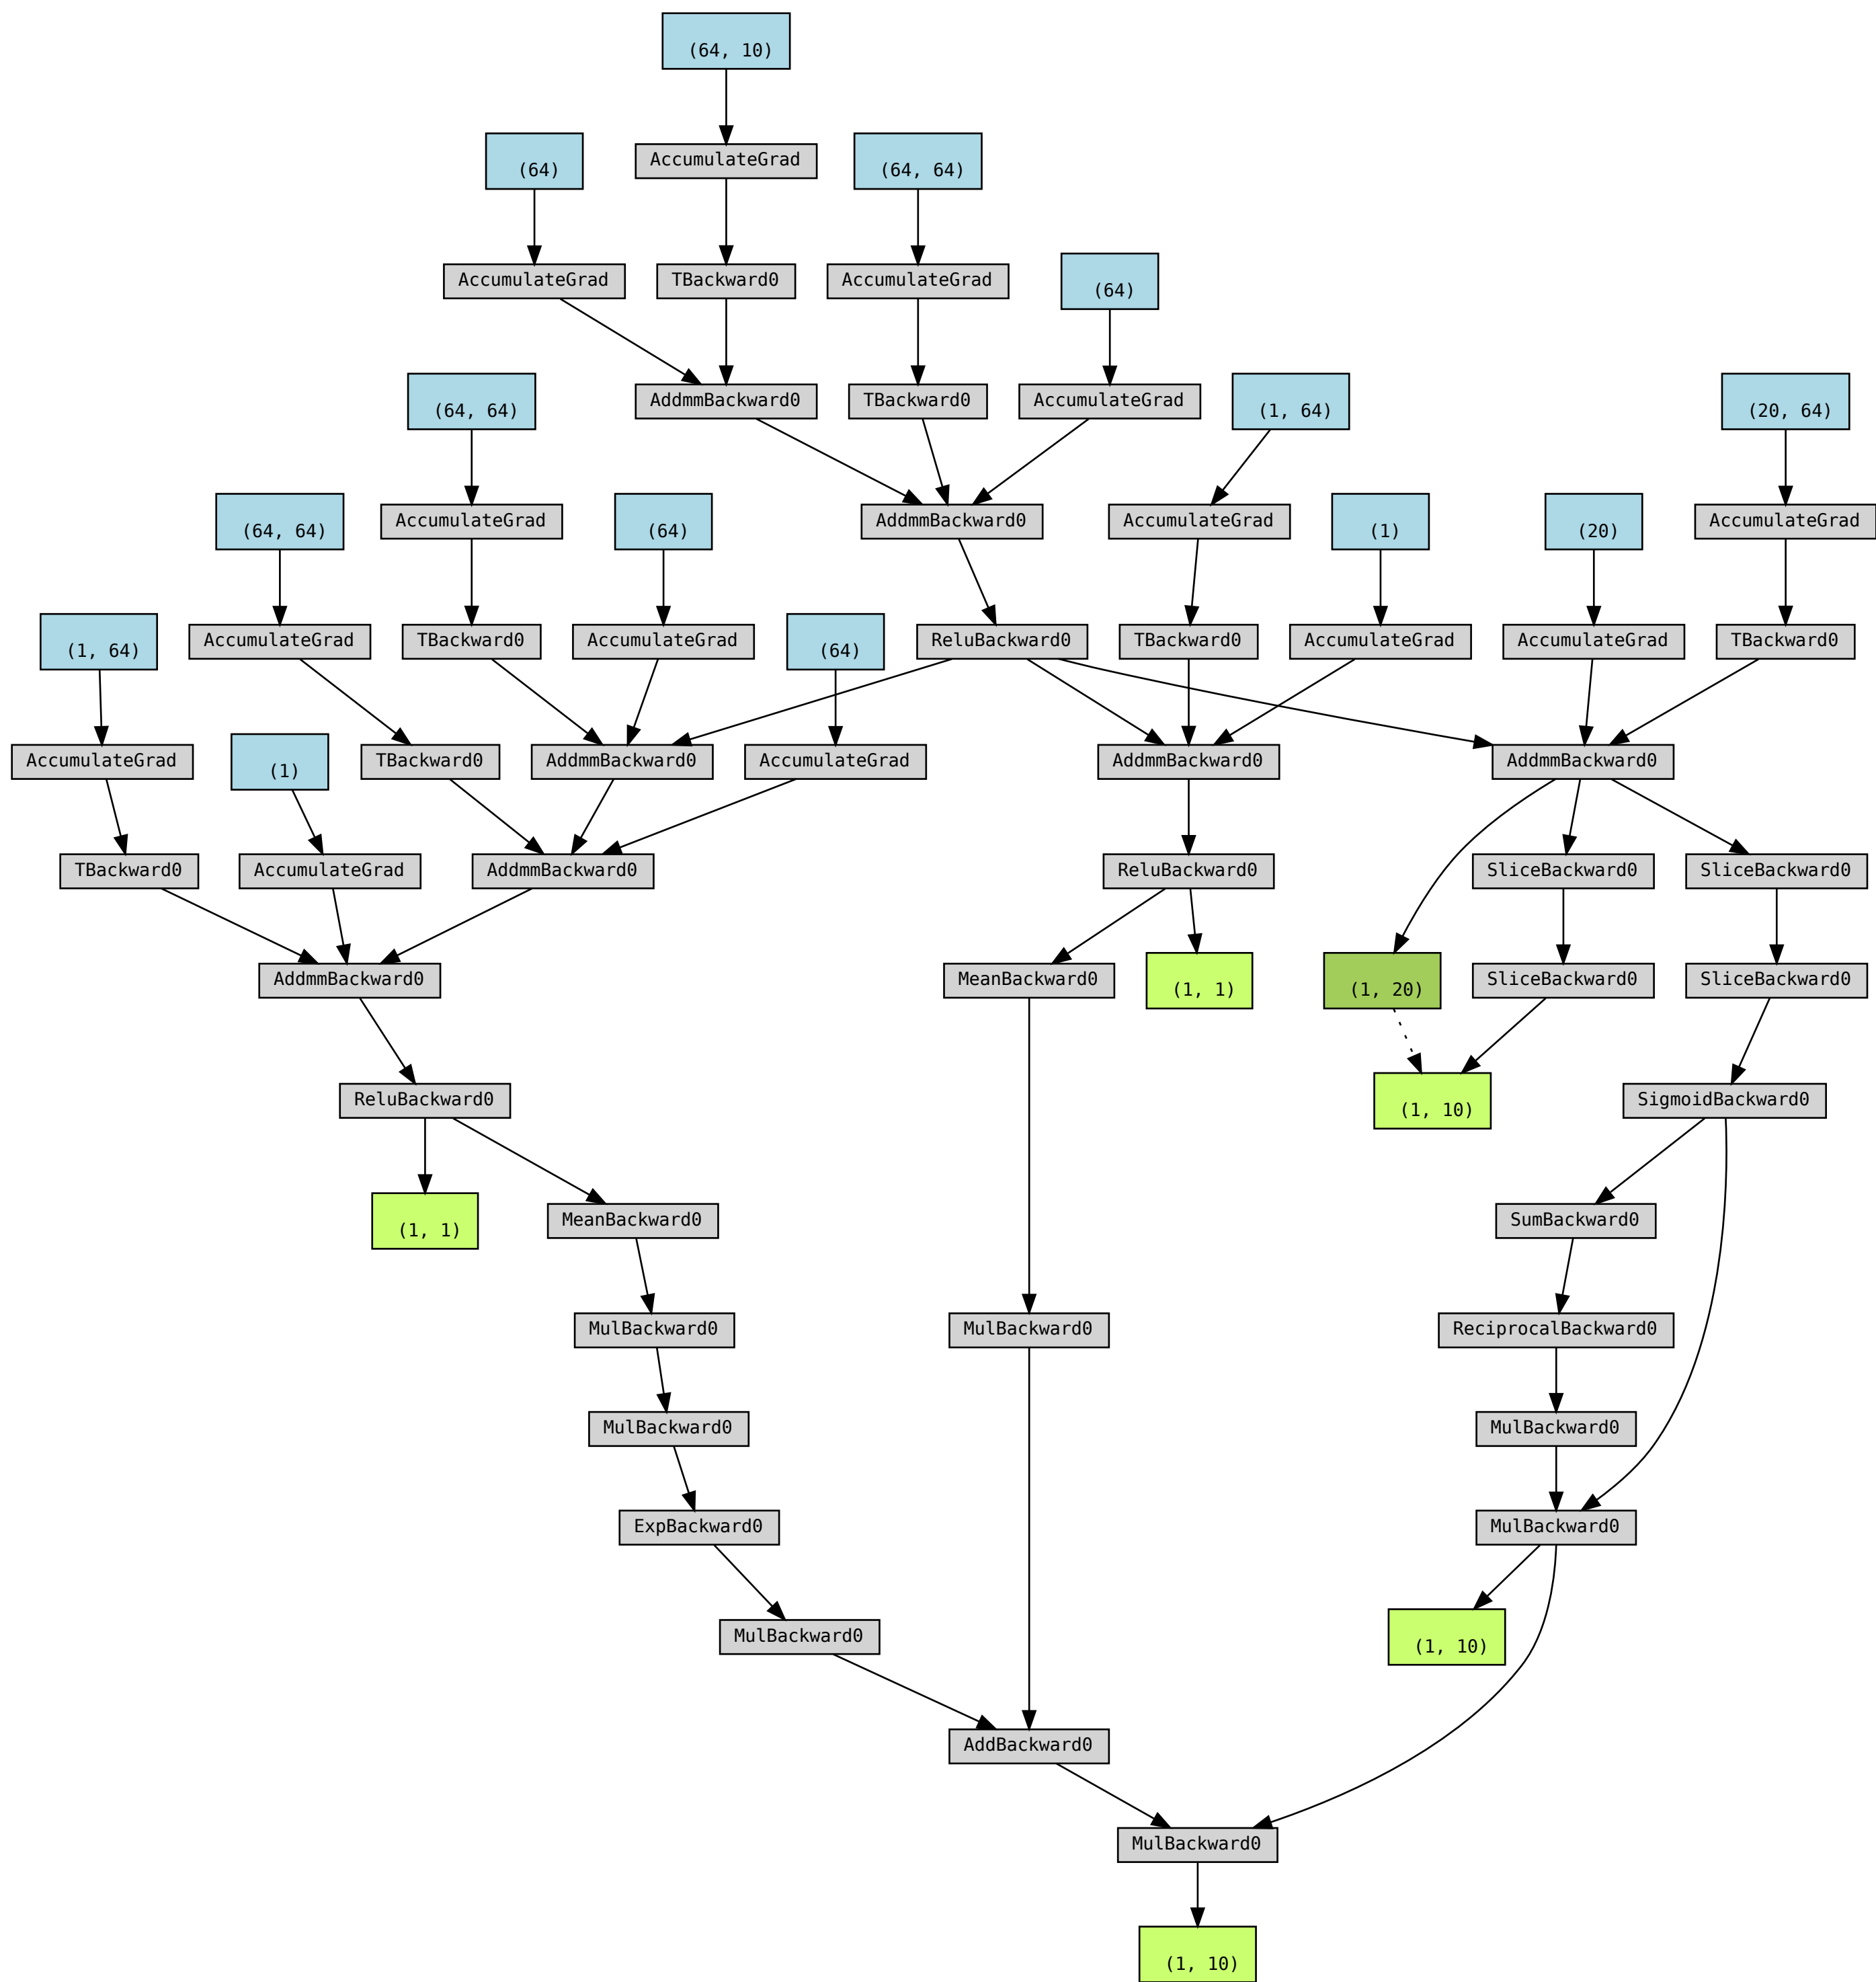 (64, 10)
(64)
AccumulateGrad
(64, 64)
AccumulateGrad
TBackward0
AccumulateGrad
(64)
(64, 64)
AddmmBackward0
TBackward0
AccumulateGrad
(1, 64)
(20, 64)
(64, 64)
AccumulateGrad
(64)
AddmmBackward0
AccumulateGrad
(1)
(20)
AccumulateGrad
(1, 64)
AccumulateGrad
TBackward0
AccumulateGrad
(64)
ReluBackward0
TBackward0
AccumulateGrad
AccumulateGrad
TBackward0
AccumulateGrad
(1)
TBackward0
AddmmBackward0
AccumulateGrad
AddmmBackward0
AddmmBackward0
TBackward0
AccumulateGrad
AddmmBackward0
ReluBackward0
SliceBackward0
SliceBackward0
AddmmBackward0
MeanBackward0
(1, 1)
(1, 20)
SliceBackward0
SliceBackward0
ReluBackward0
(1, 10)
SigmoidBackward0
(1, 1)
MeanBackward0
SumBackward0
MulBackward0
MulBackward0
ReciprocalBackward0
MulBackward0
MulBackward0
ExpBackward0
MulBackward0
MulBackward0
(1, 10)
AddBackward0
MulBackward0
(1, 10)